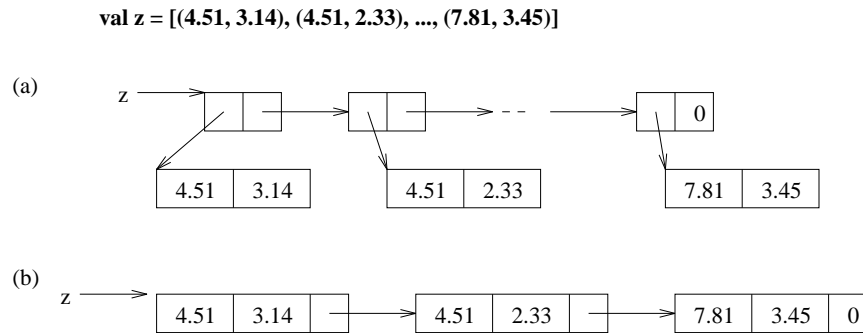 val z = [(4.51, 3.14), (4.51, 2.33), ..., (7.81, 3.45)]
(a)
z
0
4.51 3.14 4.51 2.33 7.81 3.45
(b)
z
4.51 3.14 4.51 2.33 7.81 3.45 0